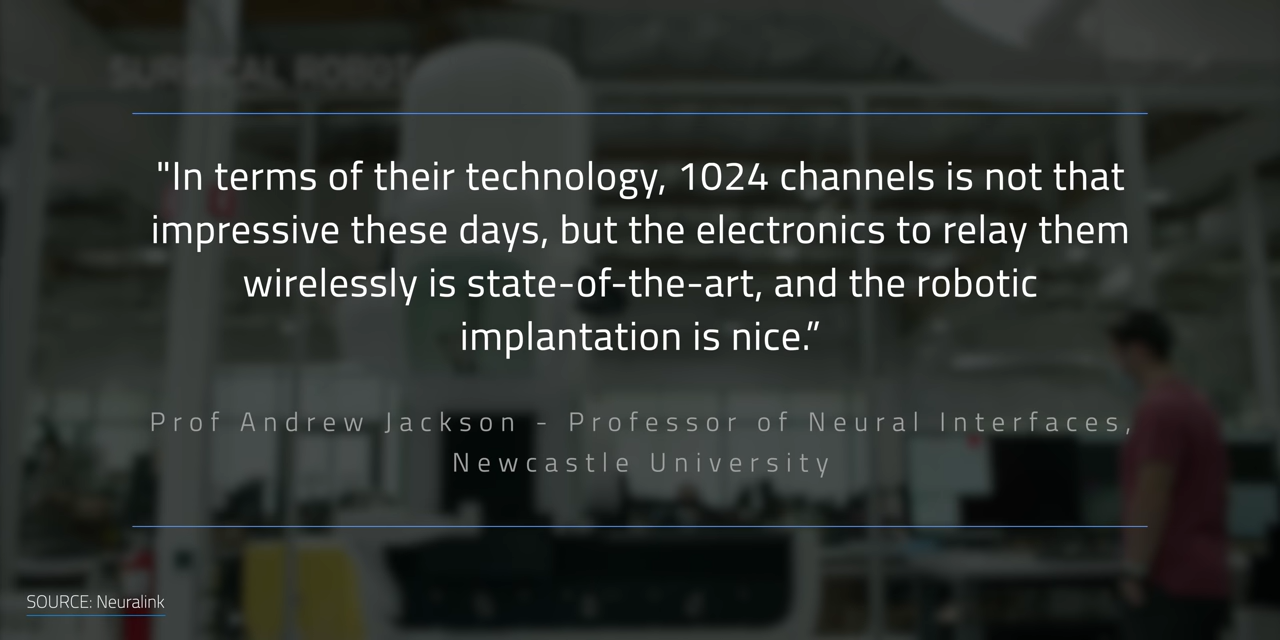 SURGICAL ROBOT
"In terms of their technology, 1024 channels is not that
impressive these days, but the electronics to relay them
wirelessly is state-of-the-art, and the robotic
implantation is nice.”
Prof Andrew Jackson - Professor of Neural Interfaces,
Newcastle University
SOURCE: Neuralink